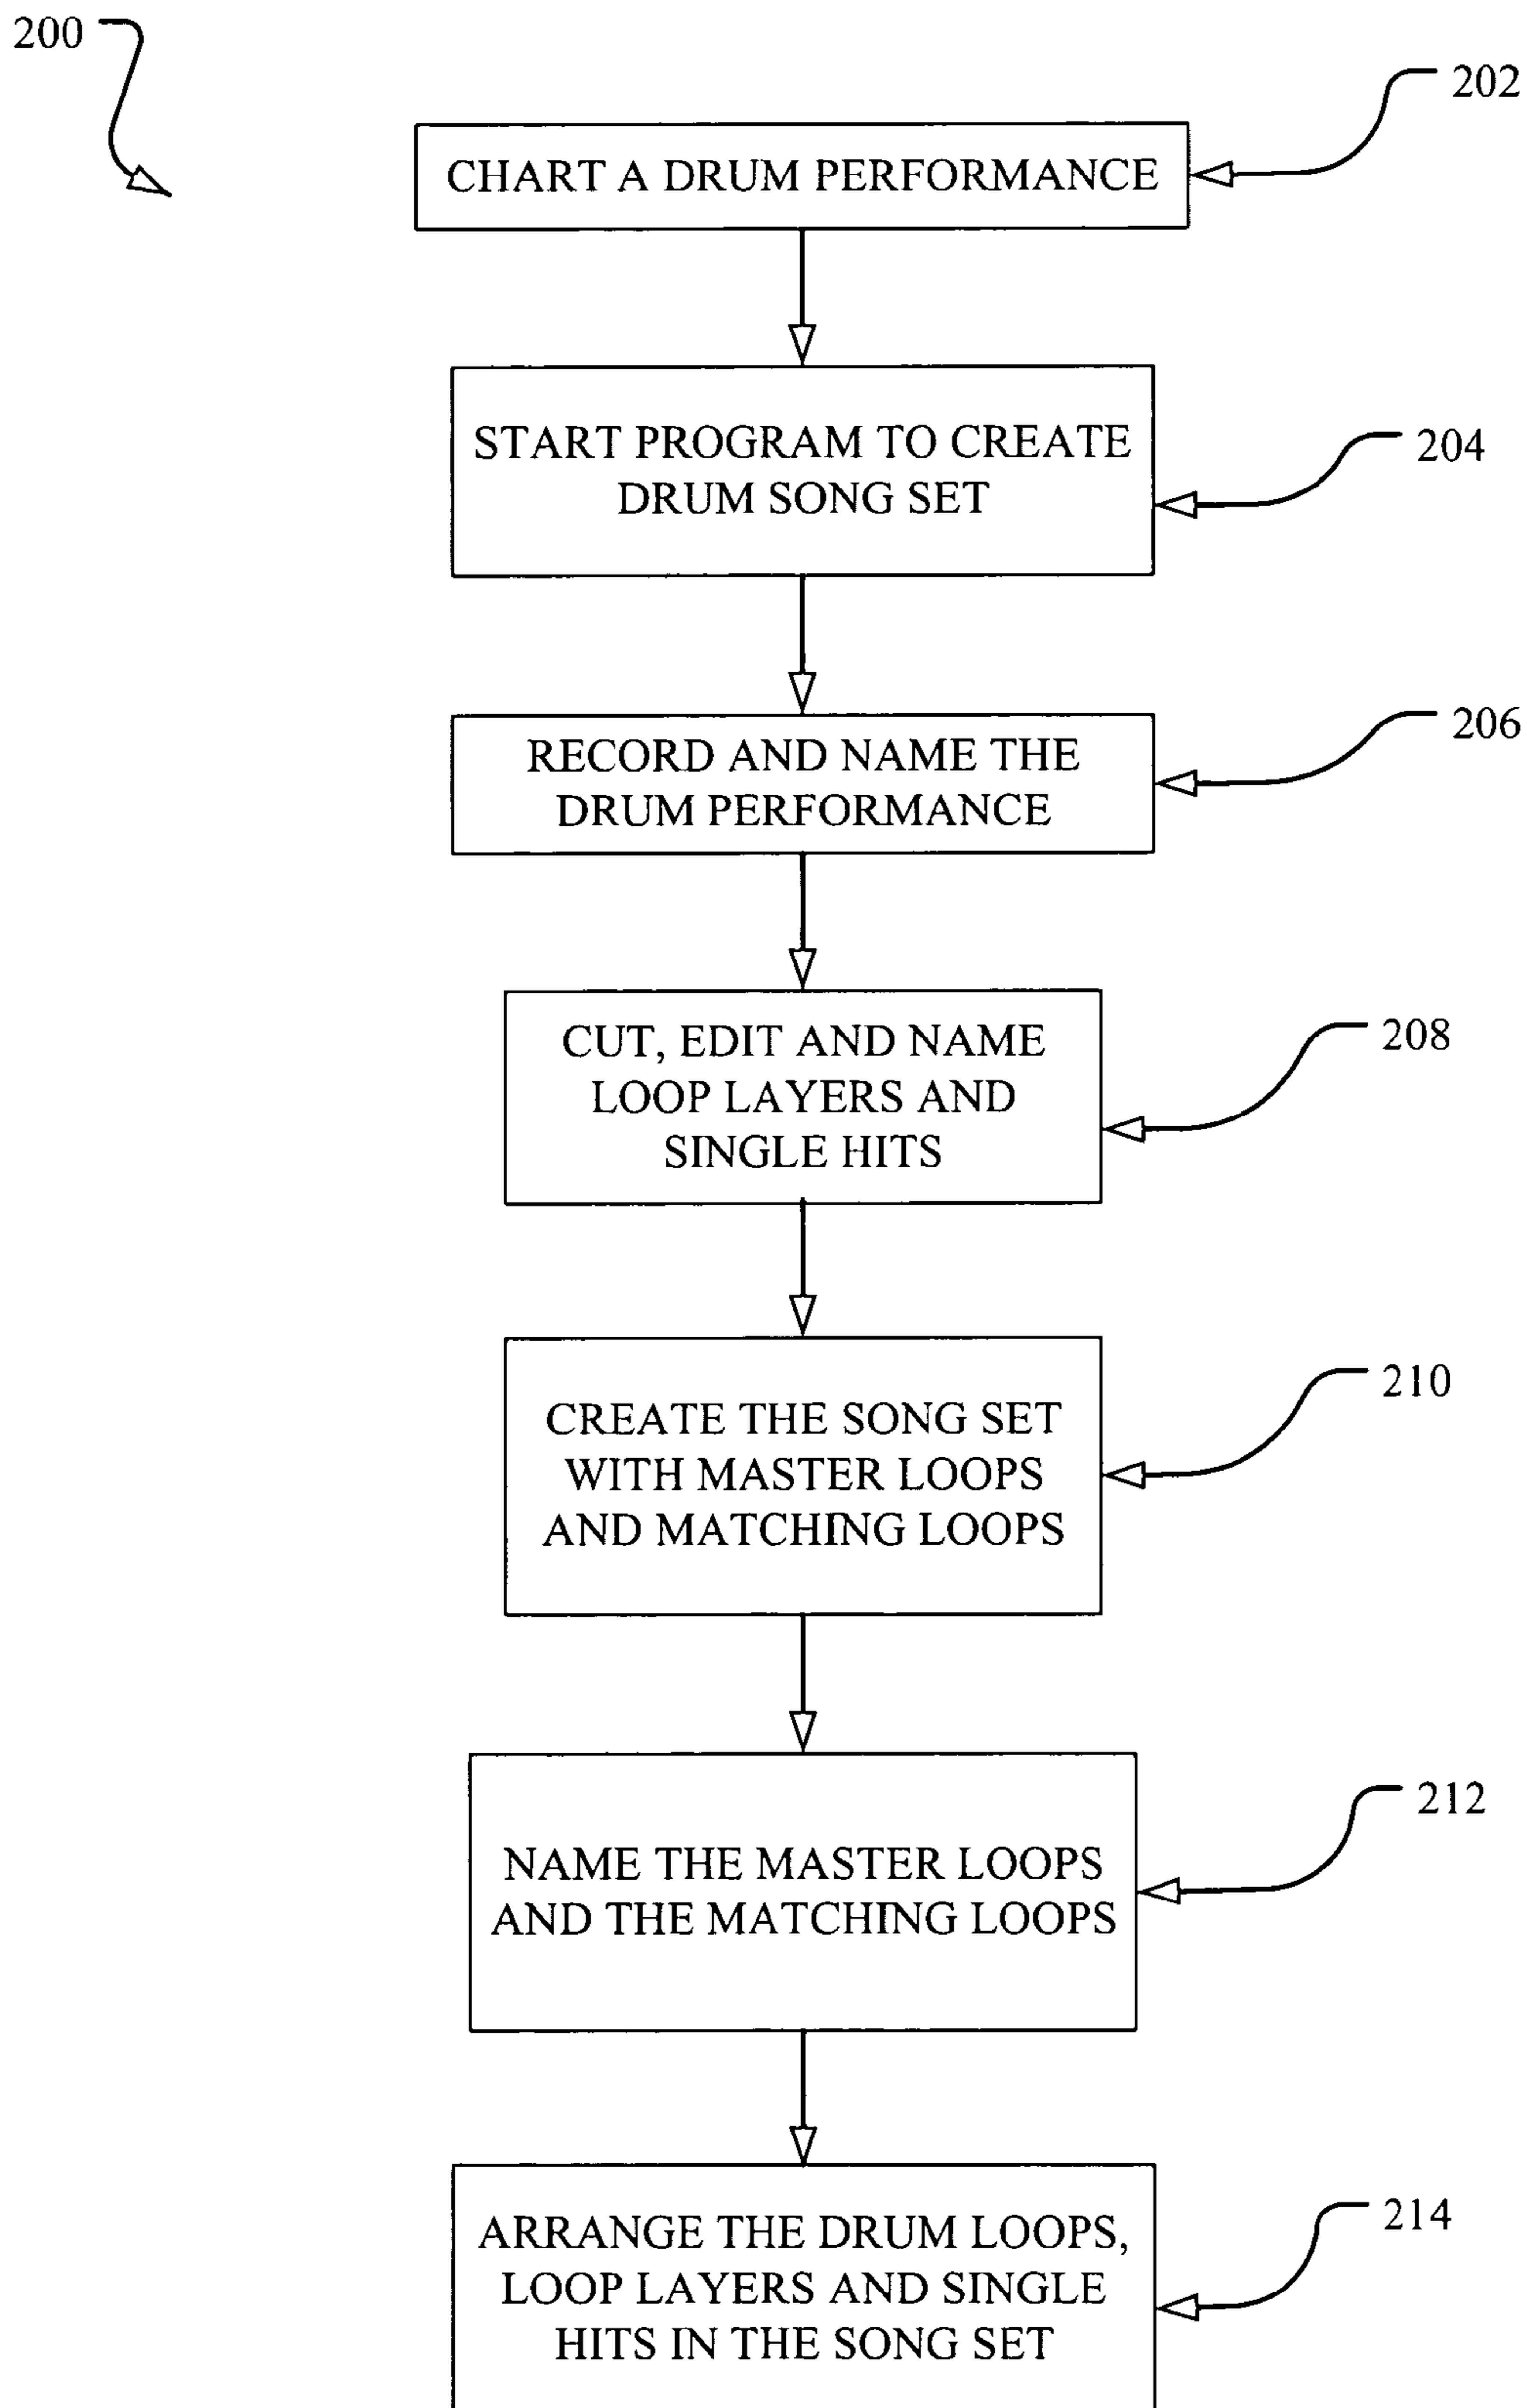 200
202
CHART A DRUM PERFORMANCE
START PROGRAM TO CREATE
DRUM SONG SET
204
RECORD AND NAME THE
DRUM PERFORMANCE
206
CUT, EDIT AND NAME
LOOP LAYERS AND
SINGLE HITS
208
CREATE THE SONG SET
WITH MASTER LOOPS
AND MATCHING LOOPS
210
NAME THE MASTER LOOPS
AND THE MATCHING LOOPS
212
ARRANGE THE DRUM LOOPS,
LOOP LAYERS AND SINGLE
HITS IN THE SONG SET
214